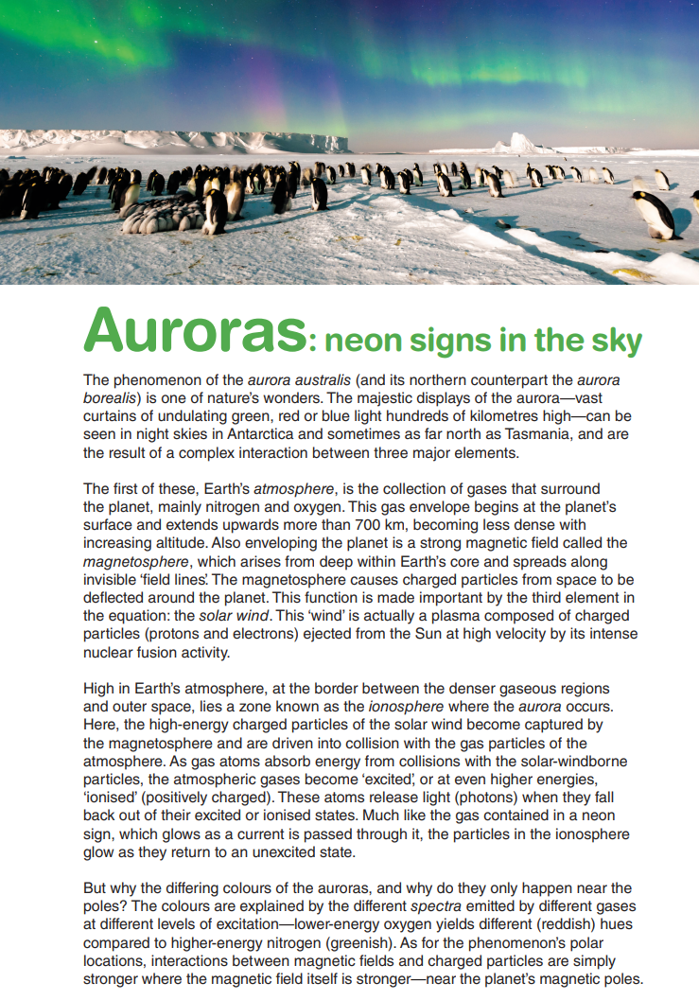 Auroras: neon signs in the sky
The phenomenon of the aurora australis (and its northern counterpart the aurora
borealis) is one of nature’s wonders. The majestic displays of the aurora—vast
curtains of undulating green, red or blue light hundreds of kilometres high—can be
seen in night skies in Antarctica and sometimes as far north as Tasmania, and are
the result of a complex interaction between three major elements.
The first of these, Earth’s atmosphere, is the collection of gases that surround
the planet, mainly nitrogen and oxygen. This gas envelope begins at the planet’s
surface and extends upwards more than 700 km, becoming less dense with
increasing altitude. Also enveloping the planet is a strong magnetic field called the
magnetosphere, which arises from deep within Earth’s core and spreads along
invisible ‘field lines’. The magnetosphere causes charged particles from space to be
deflected around the planet. This function is made important by the third element in
the equation: the solar wind. This ‘wind’ is actually a plasma composed of charged
particles (protons and electrons) ejected from the Sun at high velocity by its intense
nuclear fusion activity.
High in Earth’s atmosphere, at the border between the denser gaseous regions
and outer space, lies a zone known as the ionosphere where the aurora occurs.
Here, the high-energy charged particles of the solar wind become captured by
the magnetosphere and are driven into collision with the gas particles of the
atmosphere. As gas atoms absorb energy from collisions with the solar-windborne
particles, the atmospheric gases become ‘excited’, or at even higher energies,
‘ionised’ (positively charged). These atoms release light (photons) when they fall
back out of their excited or ionised states. Much like the gas contained in a neon
sign, which glows as a current is passed through it, the particles in the ionosphere
glow as they return to an unexcited state.
But why the differing colours of the auroras, and why do they only happen near the
poles? The colours are explained by the different spectra emitted by different gases
at different levels of excitation—lower-energy oxygen yields different (reddish) hues
compared to higher-energy nitrogen (greenish). As for the phenomenon’s polar
locations, interactions between magnetic fields and charged particles are simply
stronger where the magnetic field itself is stronger—near the planet’s magnetic poles.